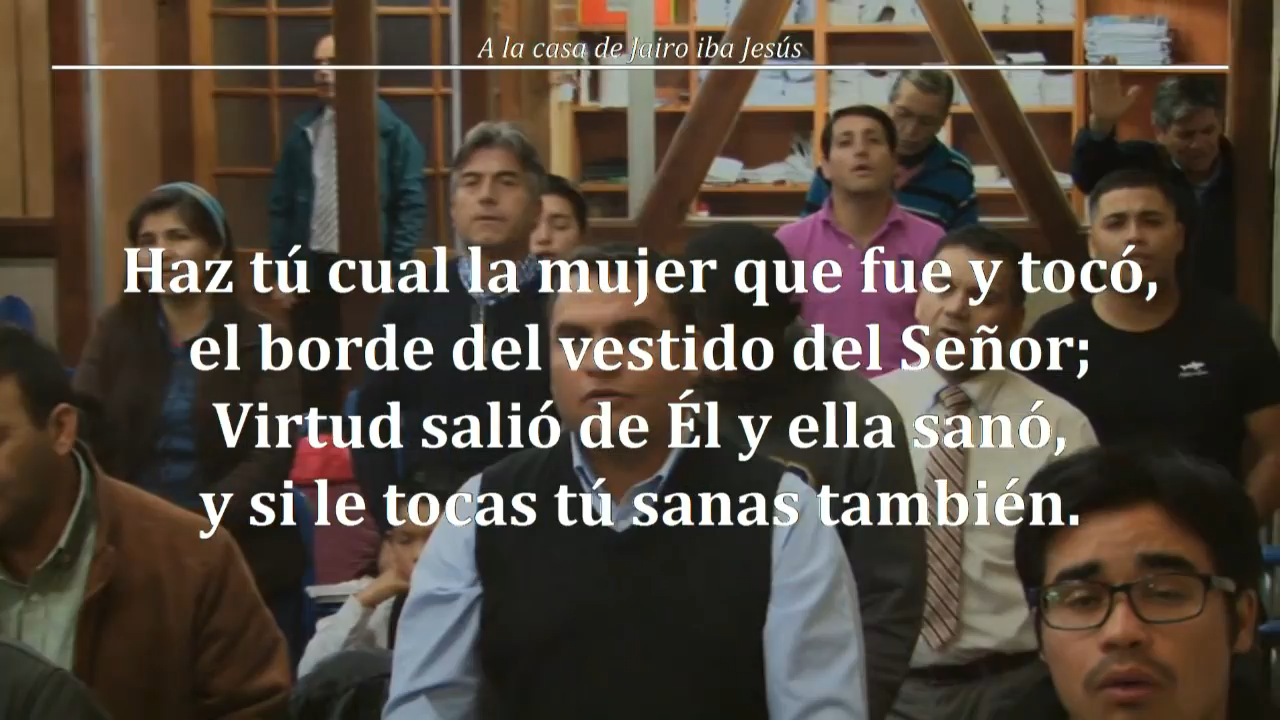 A la casa de Jairo iba Jesús
Haz tú cual la mujer que fue y tocó,
el borde del vestido del Señor;
Virtud salió de Él y ella sanó,
y si le tocas tú sanas también.